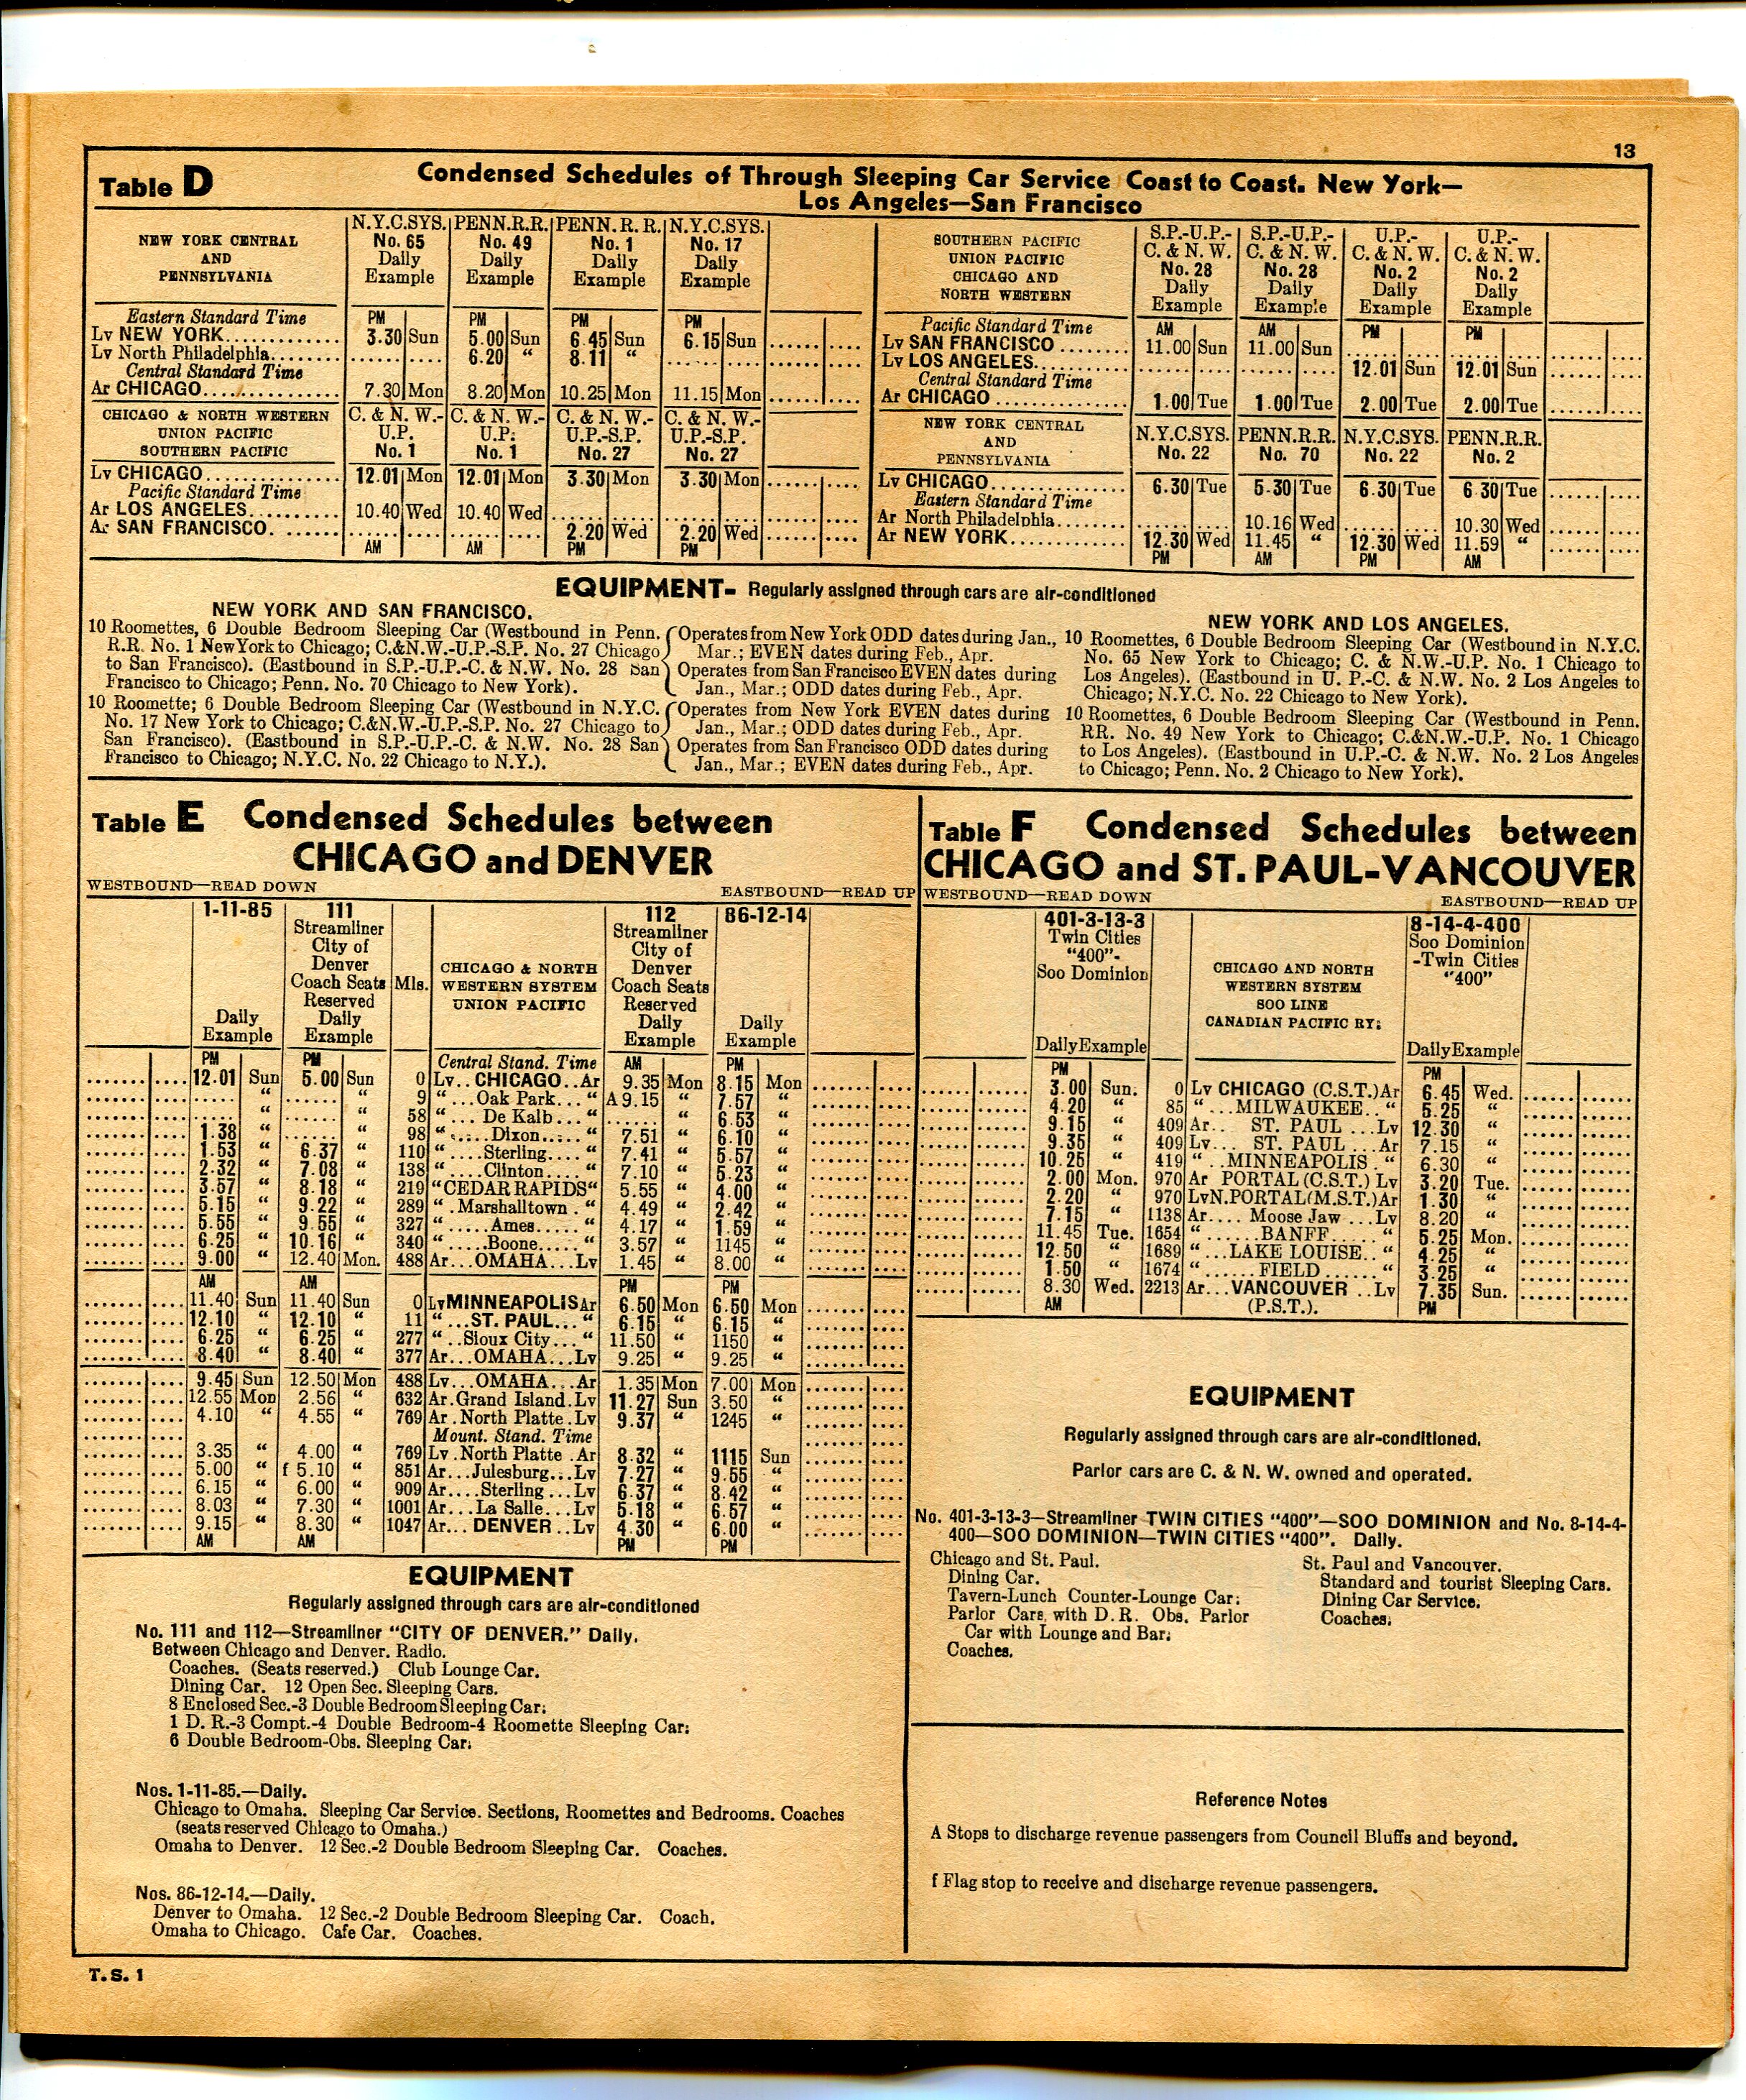 13
Table D Condensed Schedules of Through Sleeping Car Service Coast to Coast. New York—
Los Angeles—San Francisco
NEW YORK CENTRAL
AND
PENNSYLVANIA
N.Y.C.SYS. PENN.R.R. PENN. R. R. N.Y.C.SYS.
No. 65 No. 49 No. 1 No. 17
Daily Daily Daily Daily
Example Example Example Example
Eastern Standard Time PM PM PM PM
Lv NEW YORK............. 3.30 Sun 5.00 Sun 6.45 Sun 6.15 Sun
Lv North Philadelphia........ ........ .... 6.20 “ 8.11 “ ........ ....
Central Standard Time
Ar CHICAGO............... 7.30 Mon 8.20 Mon 10.25 Mon 11.15 Mon
CHICAGO & NORTH WESTERN C. & N. W.- C. & N. W.- C. & N. W.- C. & N. W.-
UNION PACIFIC U.P. U.P. U.P.-S.P. U.P.-S.P.
SOUTHERN PACIFIC No. 1 No. 1 No. 27 No. 27
Lv CHICAGO............... 12.01 Mon 12.01 Mon 3.30 Mon 3.30 Mon
Pacific Standard Time
Ar LOS ANGELES.......... 10.40 Wed 10.40 Wed ........ .... ........ ....
Ar SAN FRANCISCO. ....... ........ .... ........ .... 2.20 Wed 2.20 Wed
AM AM PM PM
SOUTHERN PACIFIC
UNION PACIFIC
CHICAGO AND
NORTH WESTERN
S.P.-U.P.- S.P.-U.P.- U.P.- U.P.-
C. & N. W. C. & N. W. C. & N. W. C. & N. W.
No. 28 No. 28 No. 2 No. 2
Daily Daily Daily Daily
Example Example Example Example
Pacific Standard Time AM AM PM PM
Lv SAN FRANCISCO ........ 11.00 Sun 11.00 Sun ........ .... ........ ....
Lv LOS ANGELES........... ........ .... ........ .... 12.01 Sun 12.01 Sun
Central Standard Time
Ar CHICAGO ............... 1.00 Tue 1.00 Tue 2.00 Tue 2.00 Tue
NEW YORK CENTRAL
AND
PENNSYLVANIA
N.Y.C.SYS. PENN.R.R. N.Y.C.SYS. PENN.R.R.
No. 22 No. 70 No. 22 No. 2
Lv CHICAGO............... 6.30 Tue 5.30 Tue 6.30 Tue 6.30 Tue
Eastern Standard Time
Ar North Philadelphia........ ........ .... 10.16 Wed ........ .... 10.30 Wed
Ar NEW YORK............. 12.30 Wed 11.45 “ 12.30 Wed 11.59 “
PM AM PM AM
EQUIPMENT- Regularly assigned through cars are air-conditioned
NEW YORK AND SAN FRANCISCO.
10 Roomettes, 6 Double Bedroom Sleeping Car (Westbound in Penn.
R.R. No. 1 NewYork to Chicago; C.&N.W.-U.P.-S.P. No. 27 Chicago
to San Francisco). (Eastbound in S.P.-U.P.-C. & N.W. No. 28 San
Francisco to Chicago; Penn. No. 70 Chicago to New York).
Operates from New York ODD dates during Jan.,
Mar.; EVEN dates during Feb., Apr.
Operates from San Francisco EVEN dates during
Jan., Mar.; ODD dates during Feb., Apr.
10 Roomette; 6 Double Bedroom Sleeping Car (Westbound in N.Y.C.
No. 17 New York to Chicago; C.&N.W.-U.P.-S.P. No. 27 Chicago to
San Francisco). (Eastbound in S.P.-U.P.-C. & N.W. No. 28 San
Francisco to Chicago; N.Y.C. No. 22 Chicago to N.Y.).
Operates from New York EVEN dates during
Jan., Mar.; ODD dates during Feb., Apr.
Operates from San Francisco ODD dates during
Jan., Mar.; EVEN dates during Feb., Apr.
NEW YORK AND LOS ANGELES.
10 Roomettes, 6 Double Bedroom Sleeping Car (Westbound in N.Y.C.
No. 65 New York to Chicago; C. & N.W.-U.P. No. 1 Chicago to
Los Angeles). (Eastbound in U. P.-C. & N.W. No. 2 Los Angeles to
Chicago; N.Y.C. No. 22 Chicago to New York).
10 Roomettes, 6 Double Bedroom Sleeping Car (Westbound in Penn.
RR. No. 49 New York to Chicago; C.&N.W.-U.P. No. 1 Chicago
to Los Angeles). (Eastbound in U.P.-C. & N.W. No. 2 Los Angeles
to Chicago; Penn. No. 2 Chicago to New York).
Table E Condensed Schedules between
CHICAGO and DENVER
WESTBOUND—READ DOWN EASTBOUND—READ UP
1-11-85 111 112 86-12-14
Streamliner Streamliner
City of City of
Denver CHICAGO & NORTH Denver
Coach Seats Mls. WESTERN SYSTEM Coach Seats
Reserved UNION PACIFIC Reserved
Daily Daily Daily Daily
Example Example Example Example
PM PM Central Stand. Time AM PM
12.01 Sun 5.00 Sun 0 Lv.. CHICAGO..Ar 9.35 Mon 8.15 Mon
..... “ ...... “ 9 “ ...Oak Park... “ A 9.15 “ 7.57 “
..... “ ...... “ 58 “ ... De Kalb... “ ...... “ 6.53 “
1.38 “ ...... “ 98 “ ......Dixon...... “ 7.51 “ 6.10 “
1.53 “ 6.37 “ 110 “ ....Sterling.... “ 7.41 “ 5.57 “
2.32 “ 7.08 “ 138 “ ....Clinton.... “ 7.10 “ 5.23 “
3.57 “ 8.18 “ 219 “CEDAR RAPIDS“ 5.55 “ 4.00 “
5.15 “ 9.22 “ 289 “ .Marshalltown . “ 4.49 “ 2.42 “
5.55 “ 9.55 “ 327 “ .....Ames..... “ 4.17 “ 1.59 “
6.25 “ 10.16 “ 340 “ .....Boone..... “ 3.57 “ 1145 “
9.00 “ 12.40 Mon. 488 Ar...OMAHA...Lv 1.45 “ 8.00 “
AM AM PM PM
11.40 Sun 11.40 Sun 0 Lv MINNEAPOLIS Ar 6.50 Mon 6.50 Mon
12.10 “ 12.10 “ 11 “ ...ST. PAUL... “ 6.15 “ 6.15 “
6.25 “ 6.25 “ 277 “ ..Sioux City... “ 11.50 “ 1150 “
8.40 “ 8.40 “ 377 Ar...OMAHA...Lv 9.25 “ 9.25 “
9.45 Sun 12.50 Mon 488 Lv...OMAHA...Ar 1.35 Mon 7.00 Mon
12.55 Mon 2.56 “ 632 Ar.Grand Island.Lv 11.27 Sun 3.50 “
4.10 “ 4.55 “ 769 Ar .North Platte .Lv 9.37 “ 1245 “
Mount. Stand. Time
3.35 “ 4.00 “ 769 Lv .North Platte .Ar 8.32 “ 1115 Sun
5.00 “ f 5.10 “ 851 Ar...Julesburg...Lv 7.27 “ 9.55 “
6.15 “ 6.00 “ 909 Ar....Sterling ...Lv 6.37 “ 8.42 “
8.03 “ 7.30 “ 1001 Ar...La Salle...Lv 5.18 “ 6.57 “
9.15 “ 8.30 “ 1047 Ar... DENVER ..Lv 4.30 “ 6.00 “
AM AM PM PM
EQUIPMENT
Regularly assigned through cars are air-conditioned
No. 111 and 112—Streamliner “CITY OF DENVER.” Daily.
Between Chicago and Denver. Radio.
Coaches. (Seats reserved.) Club Lounge Car.
Dining Car. 12 Open Sec. Sleeping Cars.
8 Enclosed Sec.-3 Double Bedroom Sleeping Car.
1 D. R.-3 Compt.-4 Double Bedroom-4 Roomette Sleeping Car.
6 Double Bedroom-Obs. Sleeping Car.
Nos. 1-11-85.—Daily.
Chicago to Omaha. Sleeping Car Service. Sections, Roomettes and Bedrooms. Coaches
(seats reserved Chicago to Omaha.)
Omaha to Denver. 12 Sec.-2 Double Bedroom Sleeping Car. Coaches.
Nos. 86-12-14.—Daily.
Denver to Omaha. 12 Sec.-2 Double Bedroom Sleeping Car. Coach.
Omaha to Chicago. Cafe Car. Coaches.
Table F Condensed Schedules between
CHICAGO and ST. PAUL-VANCOUVER
WESTBOUND—READ DOWN EASTBOUND—READ UP
401-3-13-3 8-14-4-400
Twin Cities Soo Dominion
“400”- -Twin Cities
Soo Dominion “400”
CHICAGO AND NORTH
WESTERN SYSTEM
SOO LINE
CANADIAN PACIFIC RY.
Daily Example Daily Example
PM PM
3.00 Sun. 0 Lv CHICAGO (C.S.T.)Ar 6.45 Wed.
4.20 “ 85 “ ...MILWAUKEE.. “ 5.25 “
9.15 “ 409 Ar.. ST. PAUL ...Lv 12.30 “
9.35 “ 409 Lv... ST. PAUL ...Ar 7.15 “
10.25 “ 419 “ ..MINNEAPOLIS . “ 6.30 “
2.00 Mon. 970 Ar PORTAL (C.S.T.) Lv 3.20 Tue.
2.20 “ 970 Lv N.PORTAL (M.S.T.)Ar 1.30 “
7.15 “ 1138 Ar.... Moose Jaw ...Lv 8.20 “
11.45 Tue. 1654 “ ......BANFF...... “ 5.25 Mon.
12.50 “ 1689 “ ...LAKE LOUISE.. “ 4.25 “
1.50 “ 1674 “ ......FIELD...... “ 3.25 “
8.30 Wed. 2213 Ar...VANCOUVER ..Lv 7.35 Sun.
AM (P.S.T.). PM
EQUIPMENT
Regularly assigned through cars are air-conditioned.
Parlor cars are C. & N. W. owned and operated.
No. 401-3-13-3—Streamliner TWIN CITIES “400”—SOO DOMINION and No. 8-14-4-
400—SOO DOMINION—TWIN CITIES “400”. Daily.
Chicago and St. Paul.
Dining Car.
Tavern-Lunch Counter-Lounge Car.
Parlor Cars, with D. R. Obs. Parlor
Car with Lounge and Bar.
Coaches.
St. Paul and Vancouver.
Standard and tourist Sleeping Cars.
Dining Car Service.
Coaches.
Reference Notes
A Stops to discharge revenue passengers from Council Bluffs and beyond.
f Flag stop to receive and discharge revenue passengers.
T. S. 1